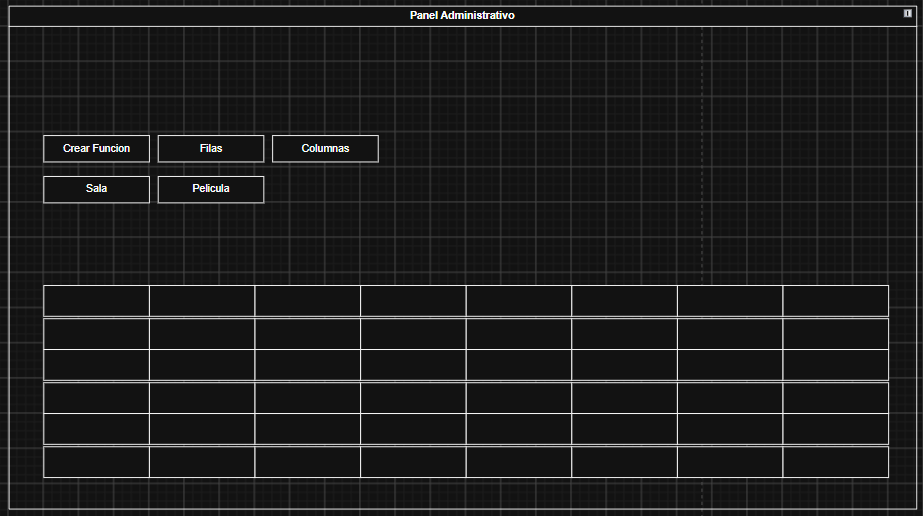 Panel Administrativo
Crear Funcion
Filas
Columnas
Sala
Pelicula